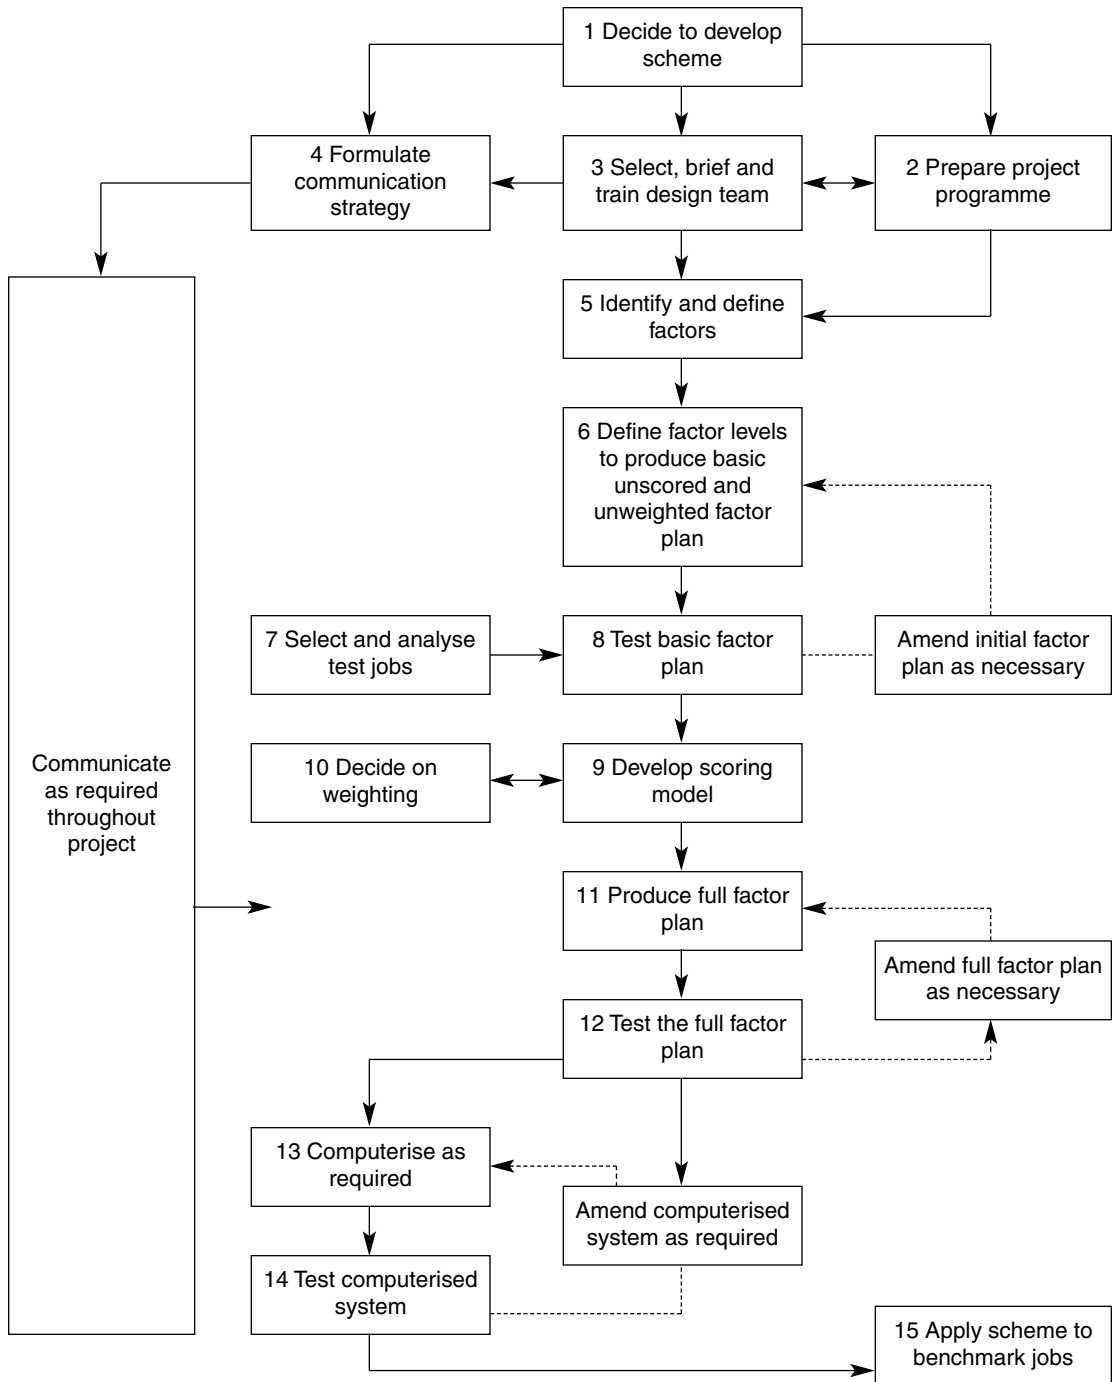 1 Decide to develop
scheme
4 Formulate
communication
strategy
3 Select, brief and
train design team
2 Prepare project
programme
5 Identify and define
factors
6 Define factor levels
to produce basic
unscored and
unweighted factor
plan
7 Select and analyse
test jobs
8 Test basic factor
plan
Amend initial factor
plan as necessary
Communicate
as required
throughout
project
10 Decide on
weighting
9 Develop scoring
model
11 Produce full factor
plan
Amend full factor plan
as necessary
12 Test the full factor
plan
13 Computerise as
required
Amend computerised
system as required
14 Test computerised
system
15 Apply scheme to
benchmark jobs